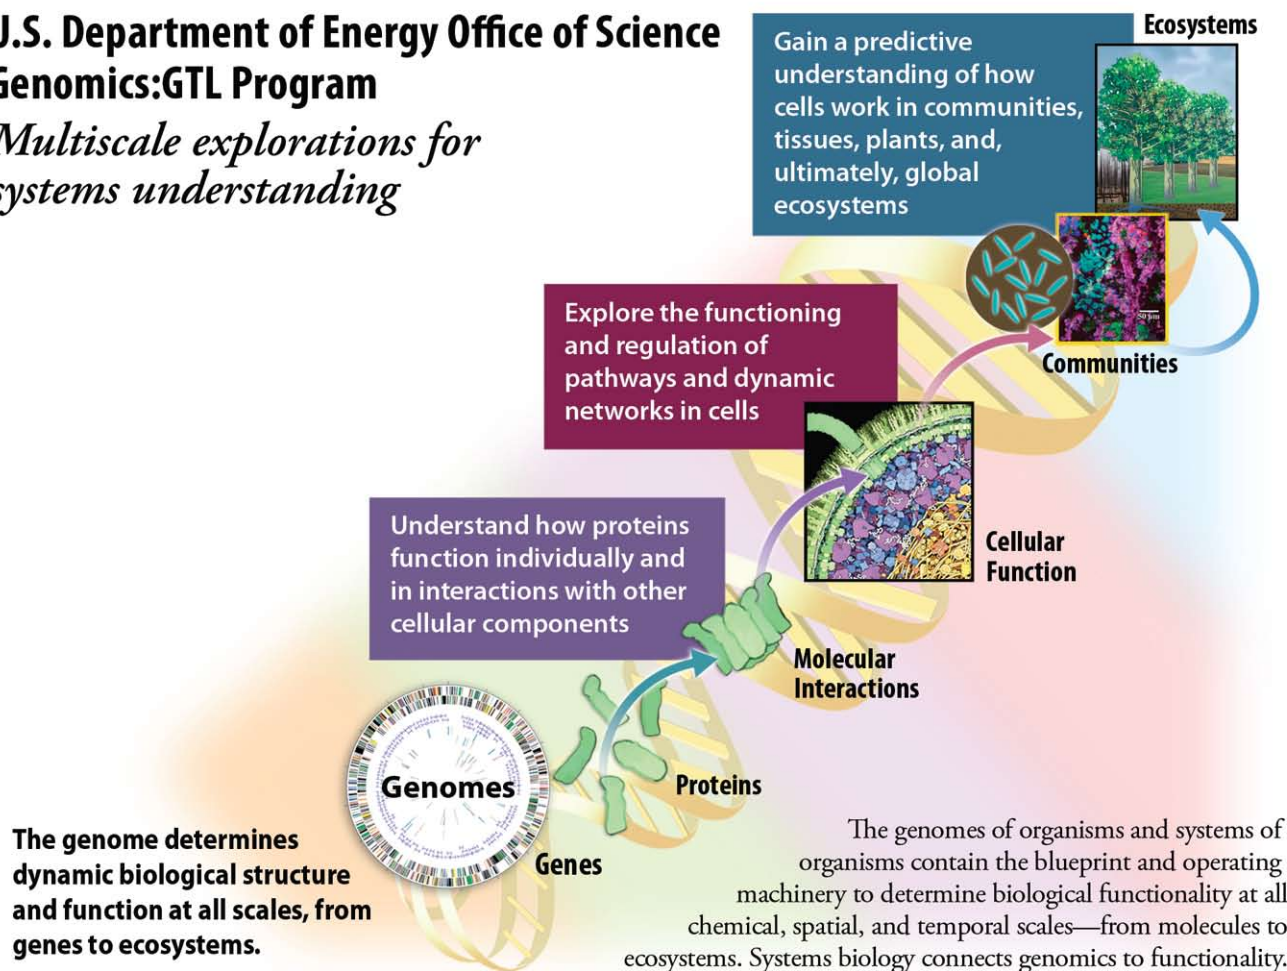 U.S. Department of Energy Office of Science
Genomics:GTL Program
Multiscale explorations for
systems understanding
Ecosystems
Gain a predictive
understanding of how
cells work in communities,
tissues, plants, and,
ultimately, global
ecosystems
50 µm
Communities
Explore the functioning
and regulation of
pathways and dynamic
networks in cells
Cellular
Function
Understand how proteins
function individually and
in interactions with other
cellular components
Molecular
Interactions
Proteins
Genomes
Genes
The genome determines
dynamic biological structure
and function at all scales, from
genes to ecosystems.
The genomes of organisms and systems of
organisms contain the blueprint and operating
machinery to determine biological functionality at all
chemical, spatial, and temporal scales—from molecules to
ecosystems. Systems biology connects genomics to functionality.